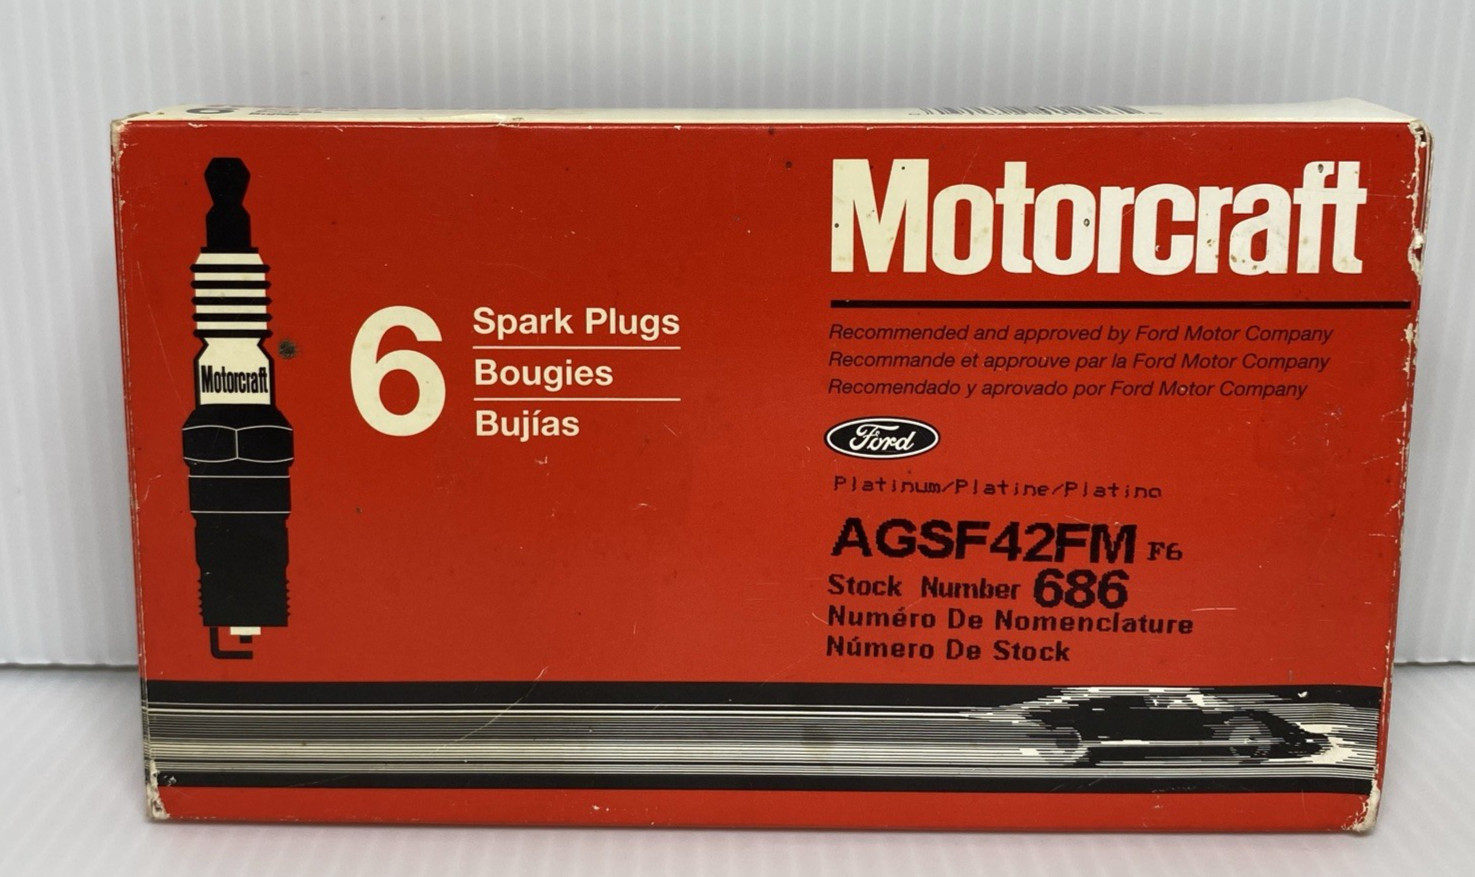 Motorcraft
Motorcraft
6
Spark Plugs
Bougies
Bujías
Recommended and approved by Ford Motor Company
Recommande et approuve par la Ford Motor Company
Recomendado y aprovado por Ford Motor Company
Ford
Platinum/Platine/Platino
AGSF42FM F6
Stock Number 686
Numéro De Nomenclature
Número De Stock